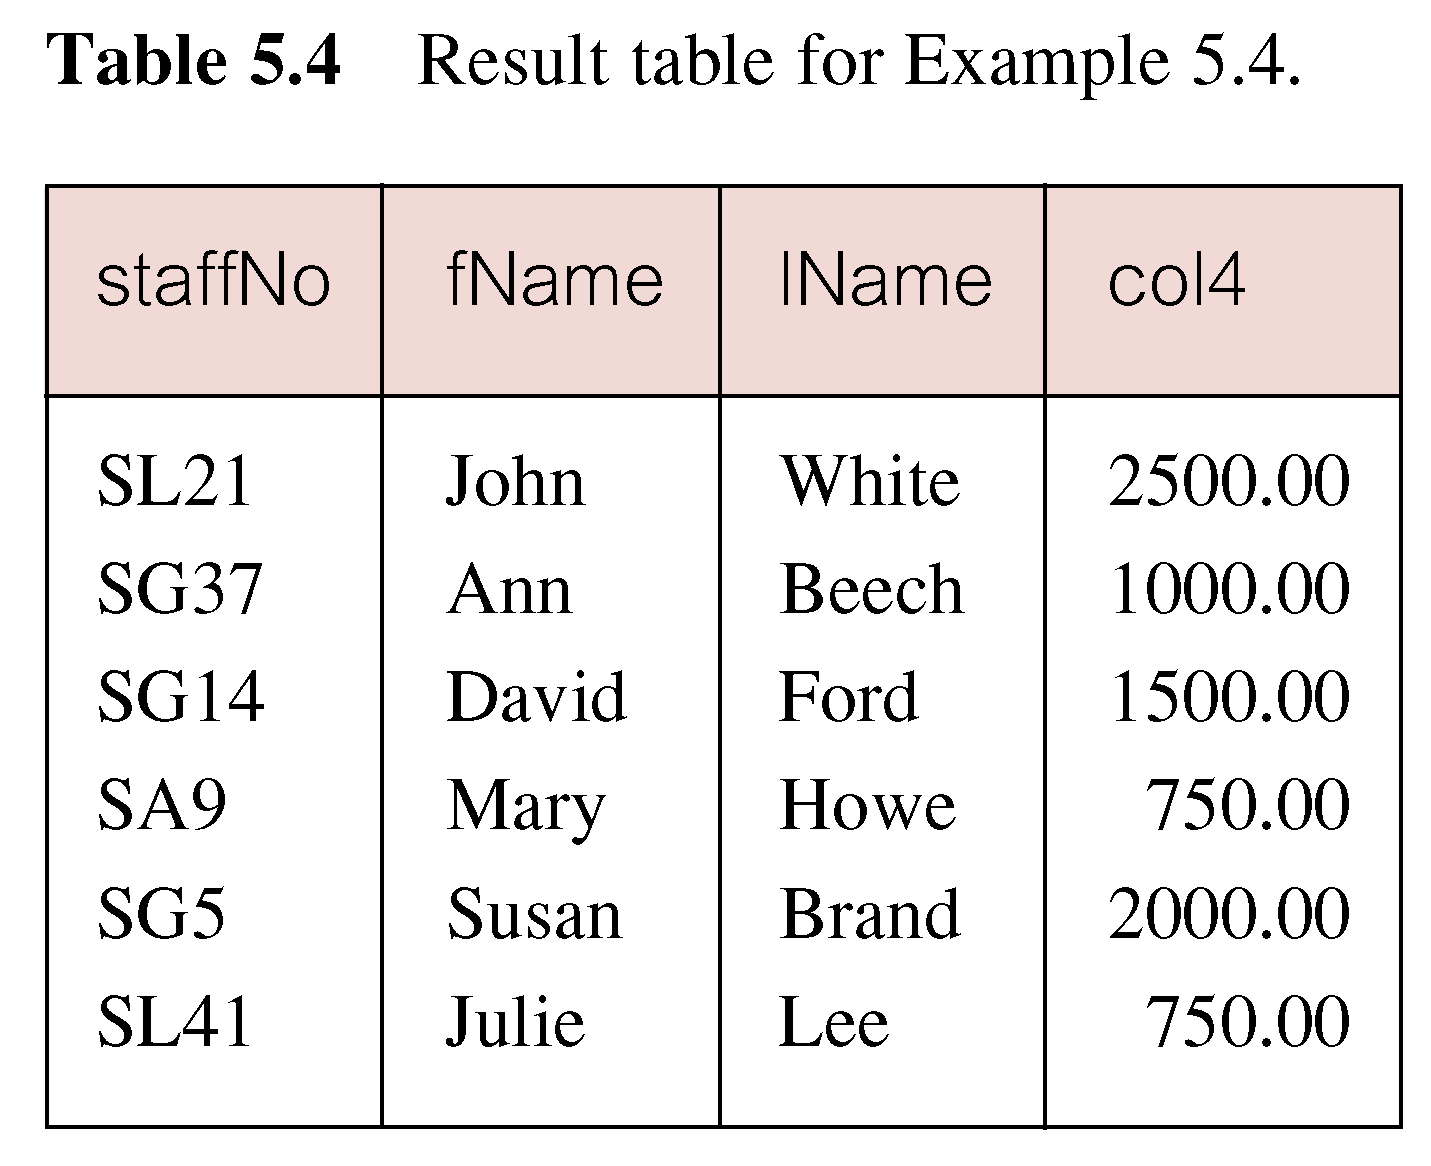 Table 5.4 Result table for Example 5.4.
staffNo fName lName col4
SL21 John White 2500.00
SG37 Ann Beech 1000.00
SG14 David Ford 1500.00
SA9 Mary Howe 750.00
SG5 Susan Brand 2000.00
SL41 Julie Lee 750.00